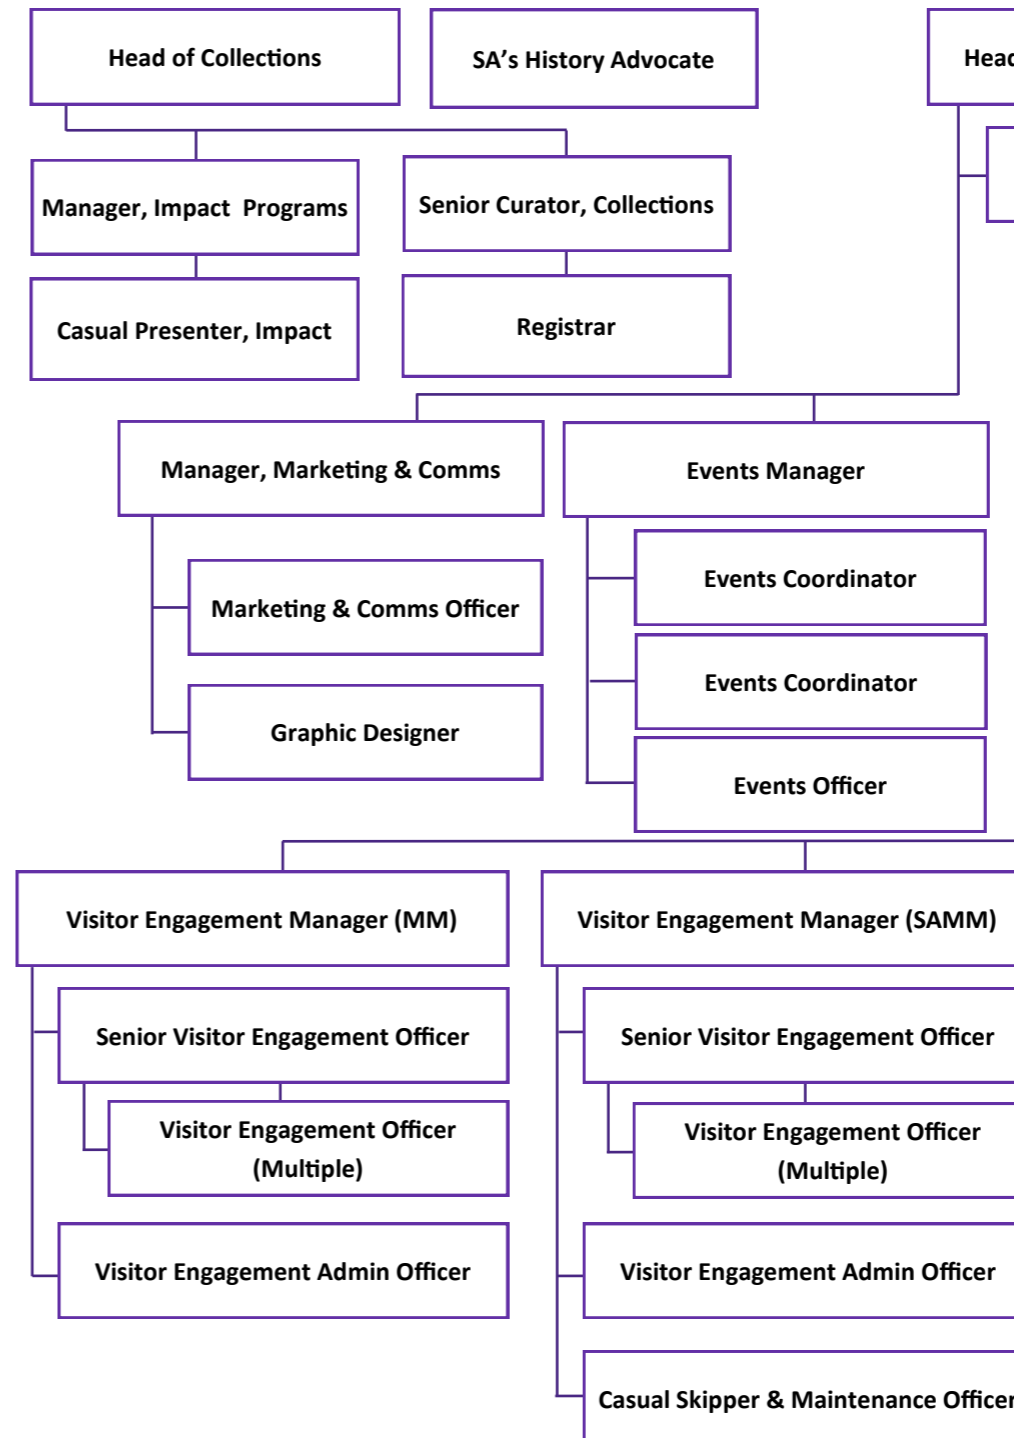 Head of Collections
SA's History Advocate
Head
Manager, Impact  Programs
Senior Curator, Collections
Casual Presenter, Impact
Registrar
Manager, Marketing & Comms
Events Manager
Events Coordinator
Marketing & Comms Officer
Events Coordinator
Graphic Designer
Events Officer
Visitor Engagement Manager (MM)
Visitor Engagement Manager (SAMM)
Senior Visitor Engagement Officer
Senior Visitor Engagement Officer
Visitor Engagement Officer
(Multiple)
Visitor Engagement Officer
(Multiple)
Visitor Engagement Admin Officer
Visitor Engagement Admin Officer
Casual Skipper & Maintenance Officer